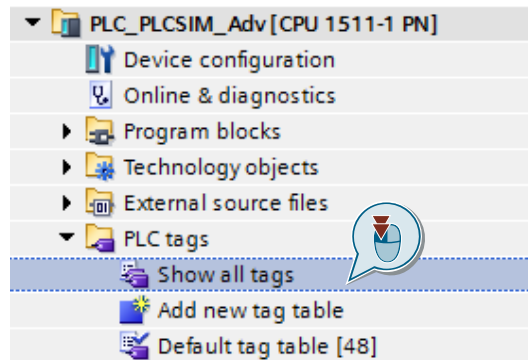 PLC_PLCSIM_Adv [CPU 1511-1 PN]
Device configuration
Online & diagnostics
Program blocks
Technology objects
External source files
PLC tags
Show all tags
Add new tag table
Default tag table [48]